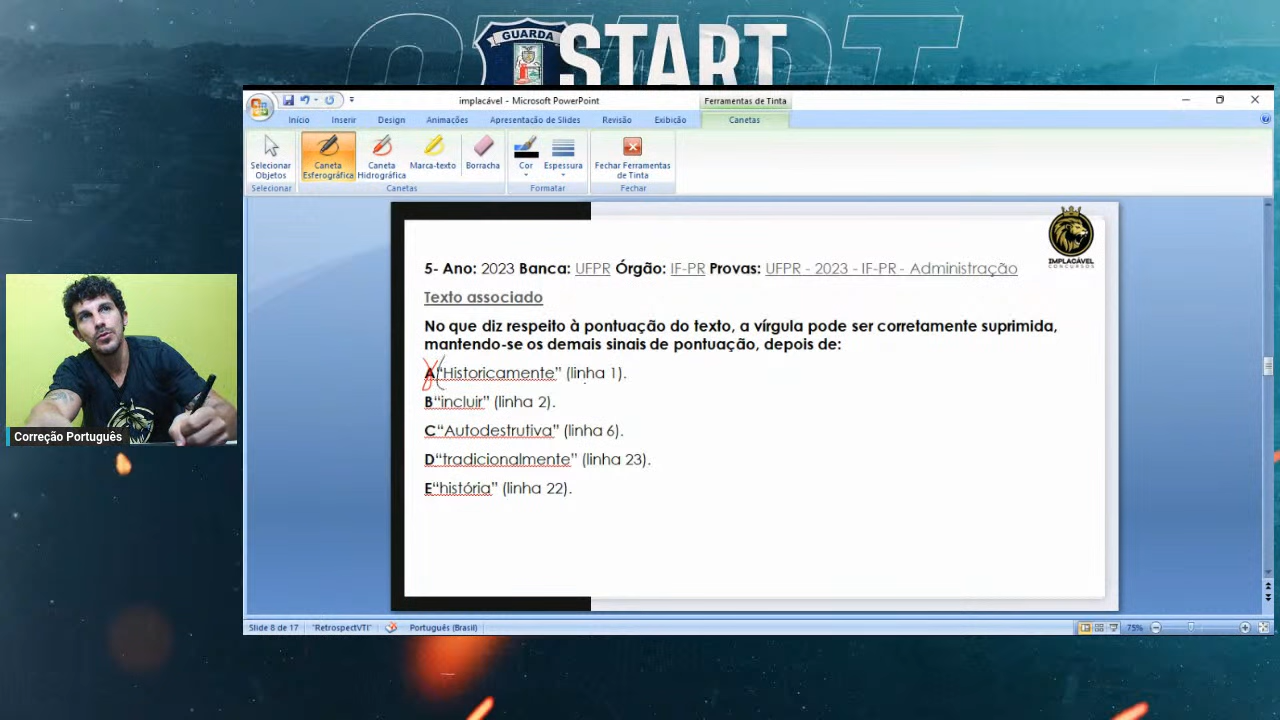 GUARDA
START
implacável - Microsoft PowerPoint
Ferramentas de Tinta
Início
Inserir
Design
Animações
Apresentação de Slides
Revisão
Exibição
Canetas
Selecionar
Objetos
Caneta
Esferográfica
Caneta
Hidrográfica
Marca-texto
Borracha
Cor
Espessura
Fechar Ferramentas
de Tinta
Selecionar
Canetas
Formatar
Fechar
IMPLACÁVEL
CONCURSOS
5- Ano: 2023 Banca: UFPR Órgão: IF-PR Provas: UFPR - 2023 - IF-PR - Administração
Texto associado
No que diz respeito à pontuação do texto, a vírgula pode ser corretamente suprimida,
mantendo-se os demais sinais de pontuação, depois de:
A“Historicamente” (linha 1).
B“incluir” (linha 2).
C“Autodestrutiva” (linha 6).
D“tradicionalmente” (linha 23).
E“história” (linha 22).
Correção Português
Slide 8 de 17
"RetrospectVTI"
Português (Brasil)
75%